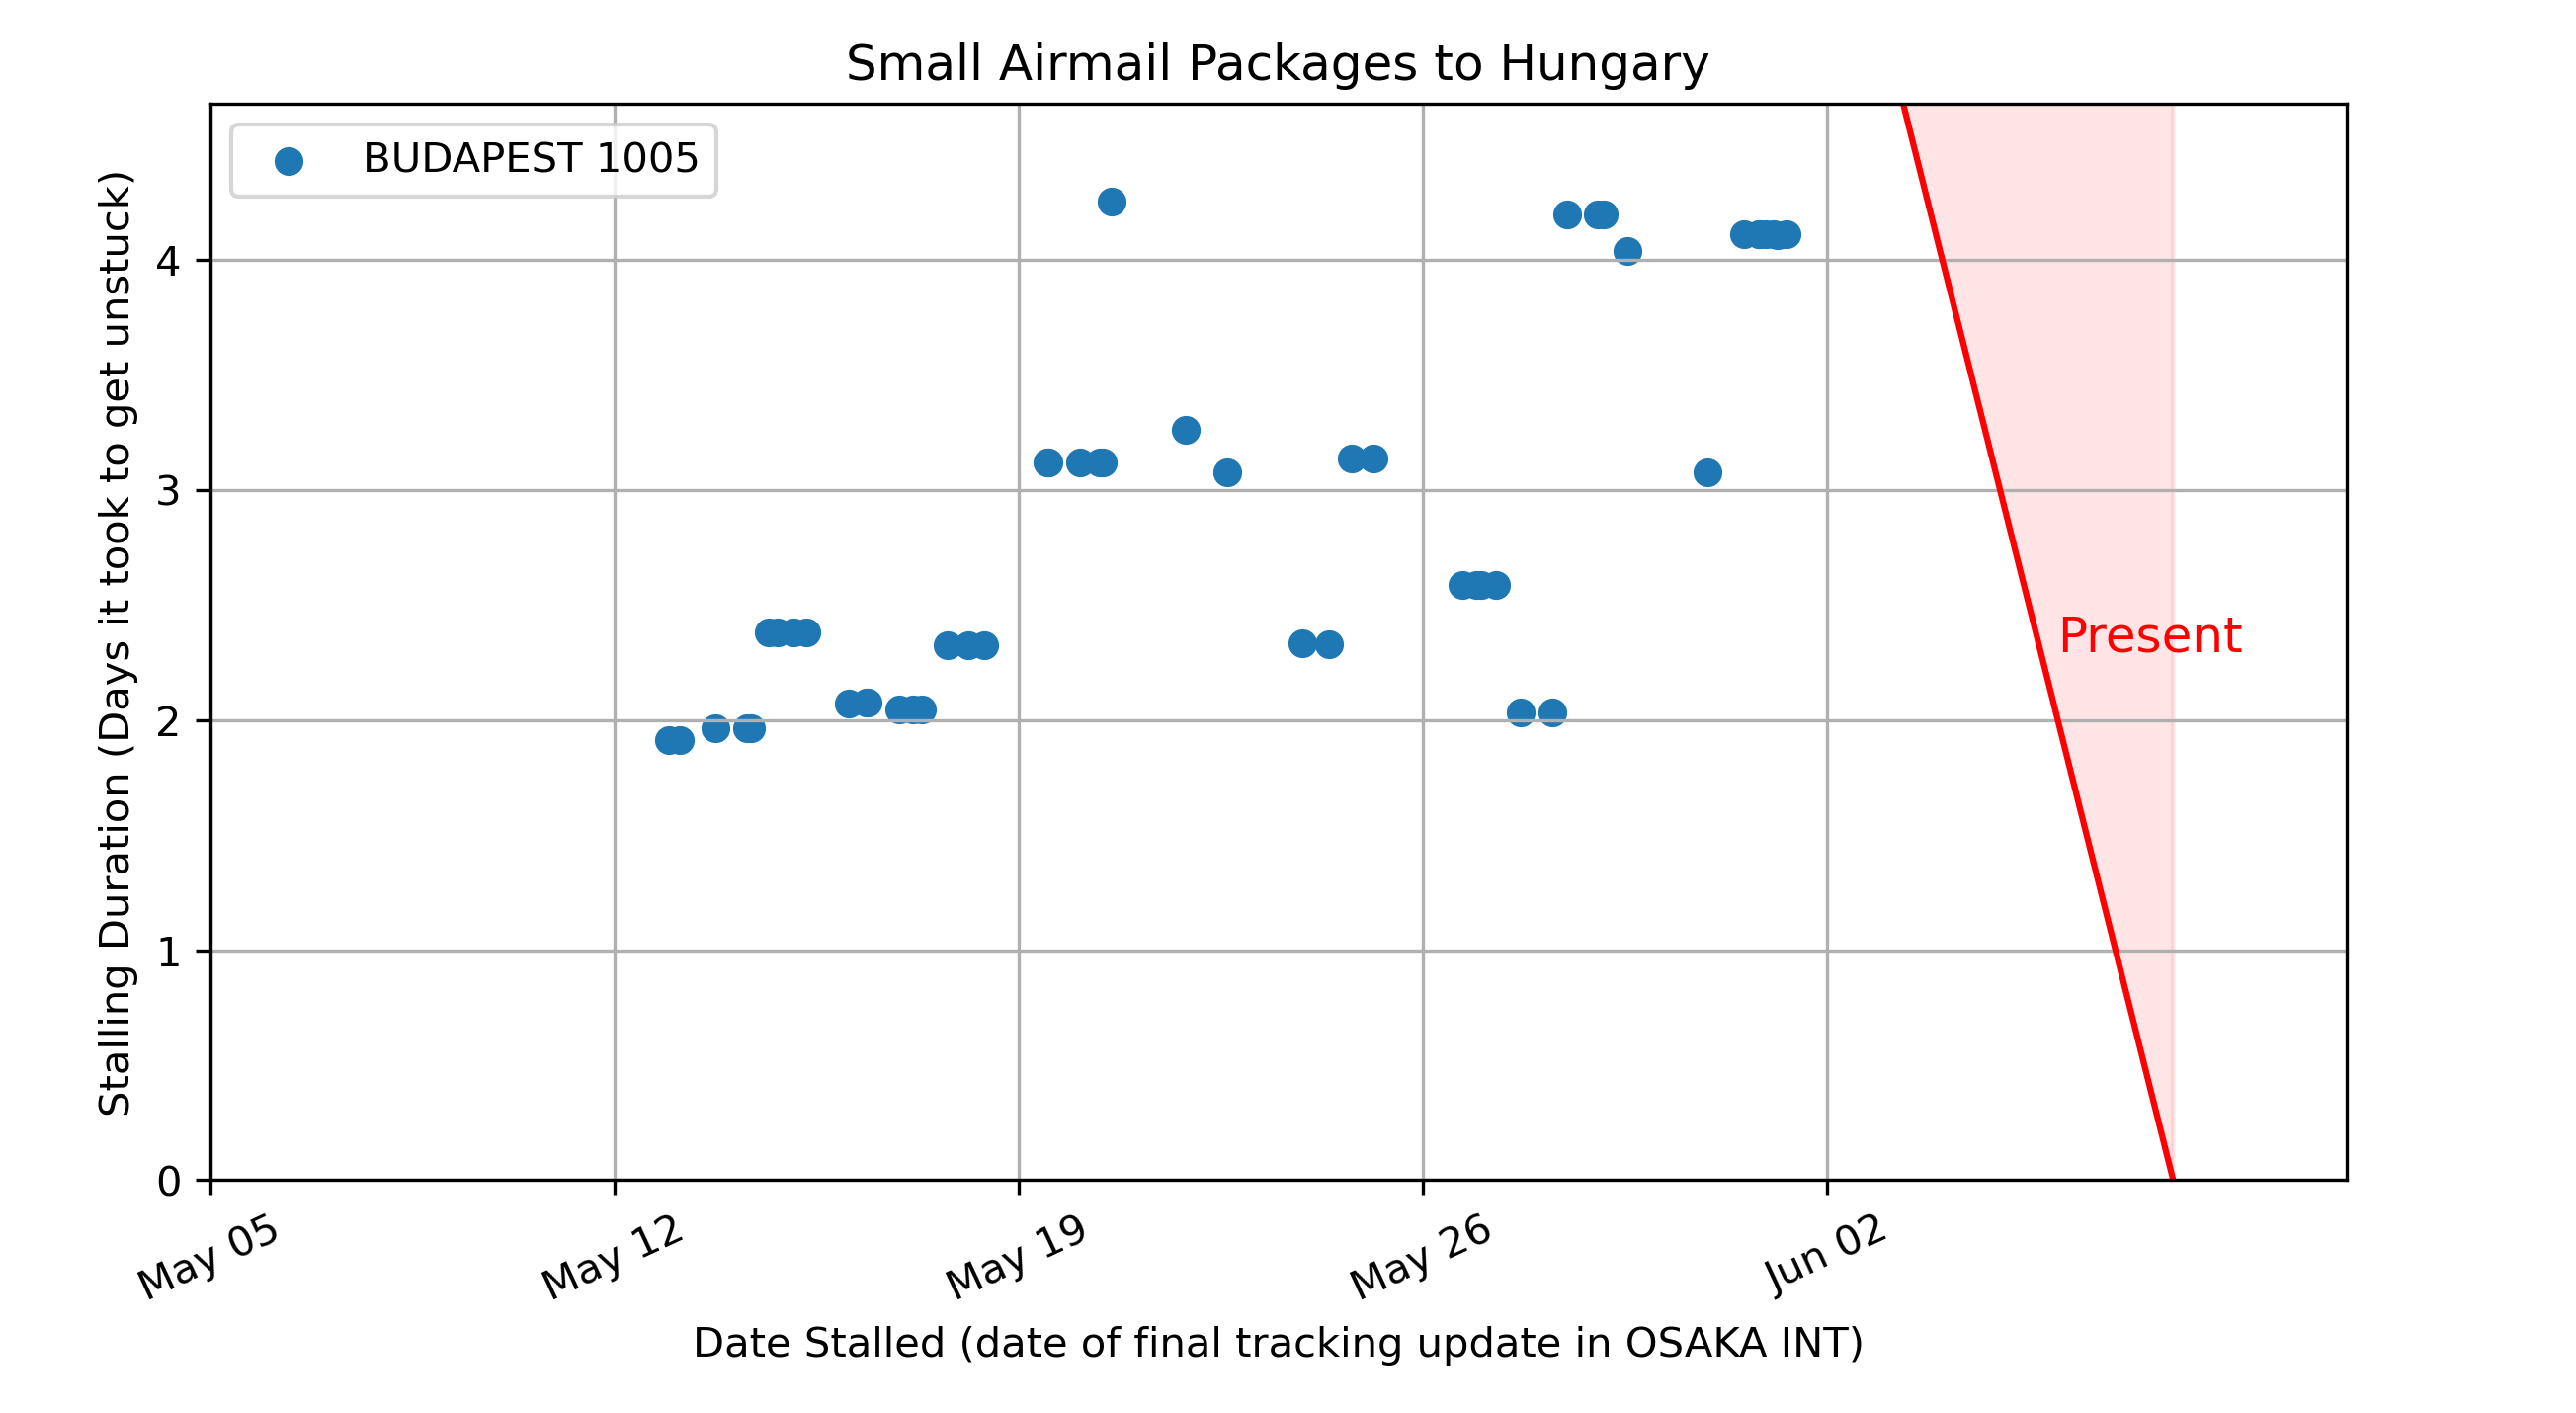 Small Airmail Packages to Hungary
BUDAPEST 1005
Stalling Duration (Days it took to get unstuck)
4
3
2
1
0
Present
May 05
May 12
May 19
May 26
Jun 02
Date Stalled (date of final tracking update in OSAKA INT)